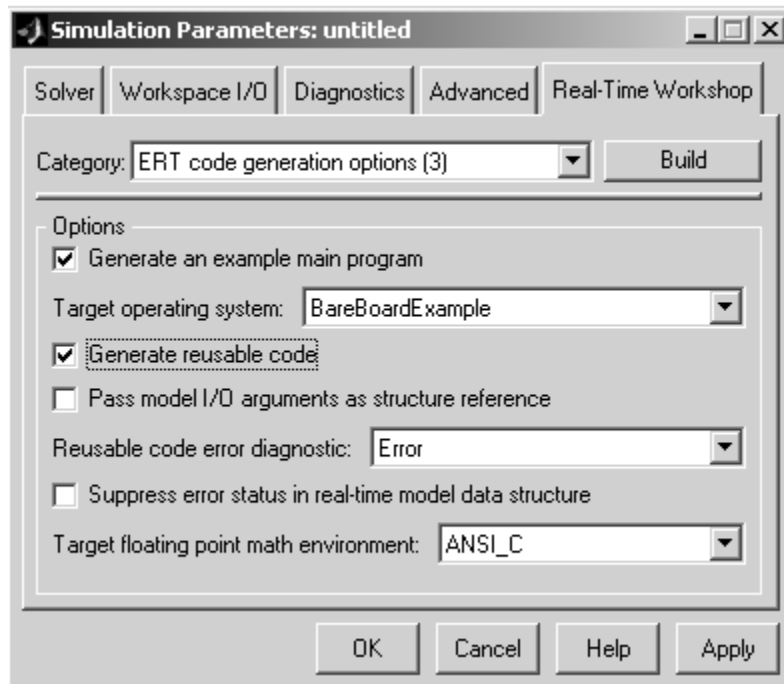 Simulation Parameters: untitled
Solver Workspace I/O Diagnostics Advanced Real-Time Workshop
Category: ERT code generation options (3) Build
Options
Generate an example main program
Target operating system: BareBoardExample
Generate reusable code
Pass model I/O arguments as structure reference
Reusable code error diagnostic: Error
Suppress error status in real-time model data structure
Target floating point math environment: ANSI_C
OK Cancel Help Apply